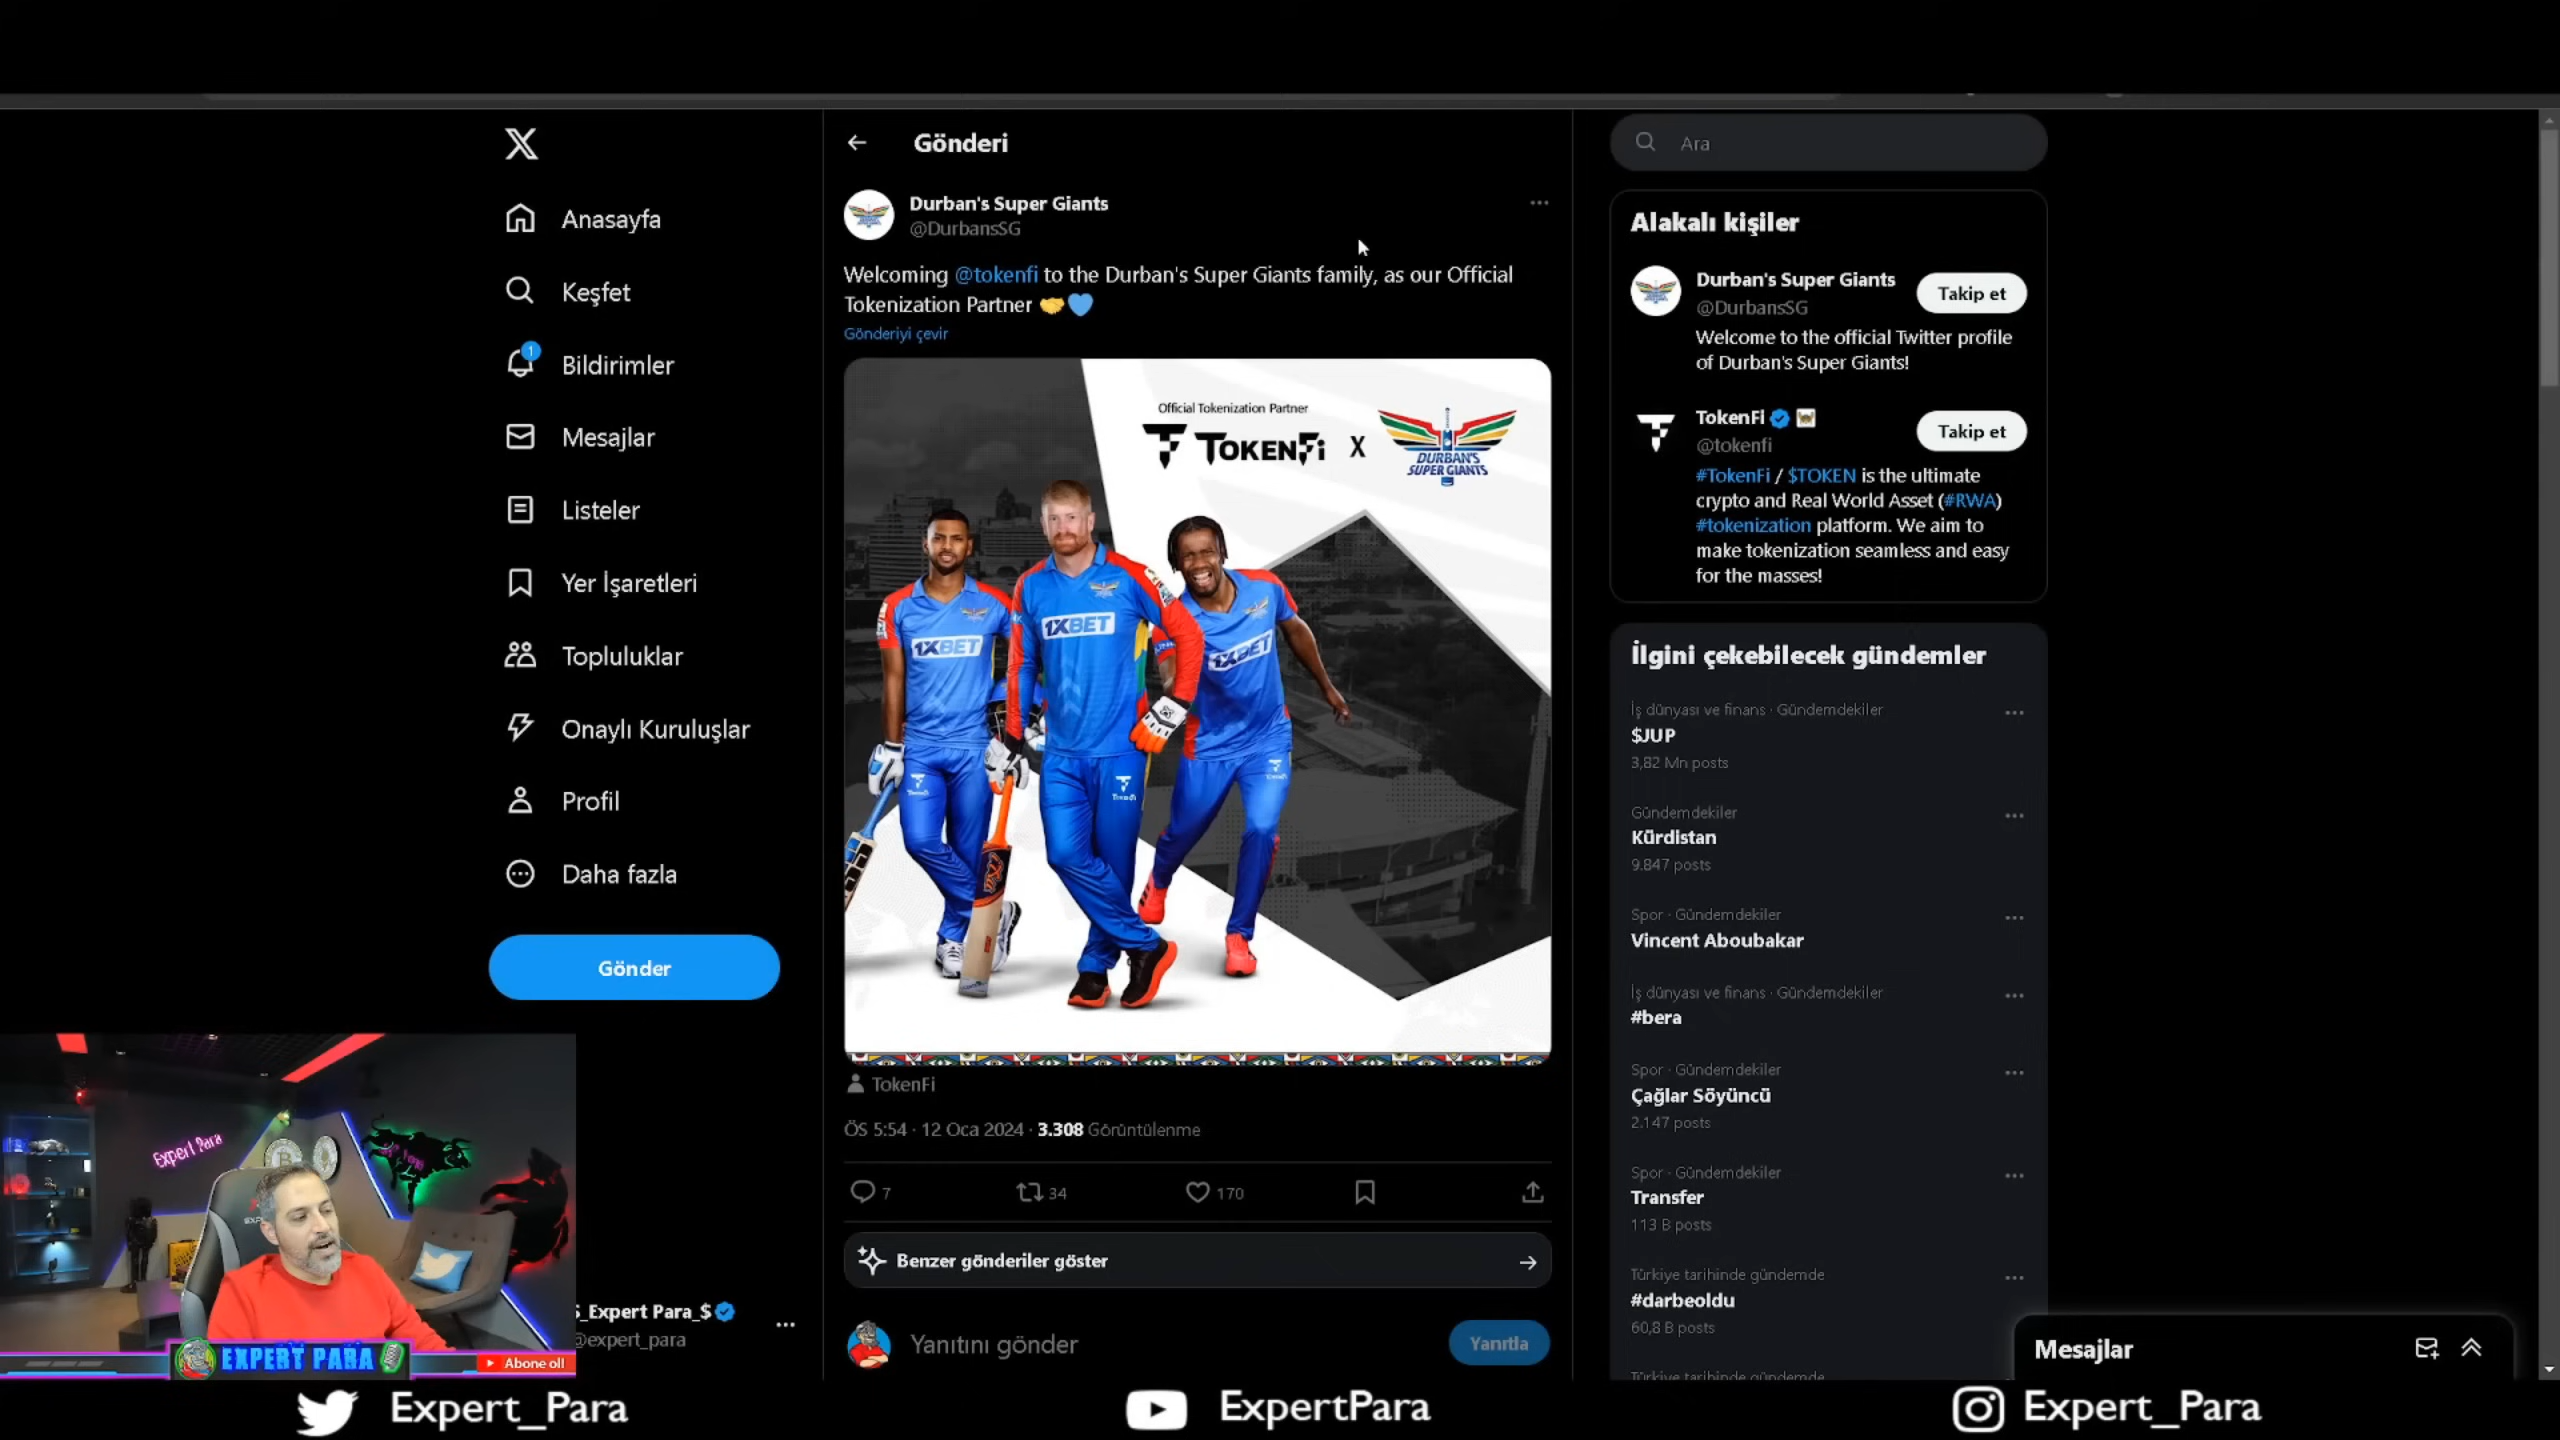 Anasayfa
Keşfet
1
Bildirimler
Mesajlar
Listeler
Yer İşaretleri
Topluluklar
Onaylı Kuruluşlar
Profil
Daha fazla
Gönder
Gönderi
Durban's Super Giants
@DurbansSG
Welcoming @tokenfi to the Durban's Super Giants family, as our Official
Tokenization Partner 🤝💙
Gönderiyi çevir
Official Tokenization Partner
TOKENFi X
DURBAN'S
SUPER GIANTS
1XBET
1XBET
1XBET
TokenFi
ÖS 5:54 · 12 Oca 2024 · 3.308 Görüntülenme
7
34
170
Benzer gönderiler göster
Yanıtını gönder
Yanıtla
Ara
Alakalı kişiler
Durban's Super Giants
@DurbansSG
Takip et
Welcome to the official Twitter profile
of Durban's Super Giants!
TokenFi
@tokenfi
Takip et
#TokenFi / $TOKEN is the ultimate
crypto and Real World Asset (#RWA)
#tokenization platform. We aim to
make tokenization seamless and easy
for the masses!
İlgini çekebilecek gündemler
İş dünyası ve finans · Gündemdekiler
$JUP
3,82 Mn posts
Gündemdekiler
Kürdistan
9.847 posts
Spor · Gündemdekiler
Vincent Aboubakar
İş dünyası ve finans · Gündemdekiler
#bera
Spor · Gündemdekiler
Çağlar Söyüncü
2.147 posts
Spor · Gündemdekiler
Transfer
113 B posts
Türkiye tarihinde gündemde
#darbeoldu
60,8 B posts
Türkiye tarihinde gündemde
Mesajlar
Expert Para
_Expert Para_$
@expert_para
EXPERT PARA
Abone ol!
Expert_Para
ExpertPara
Expert_Para